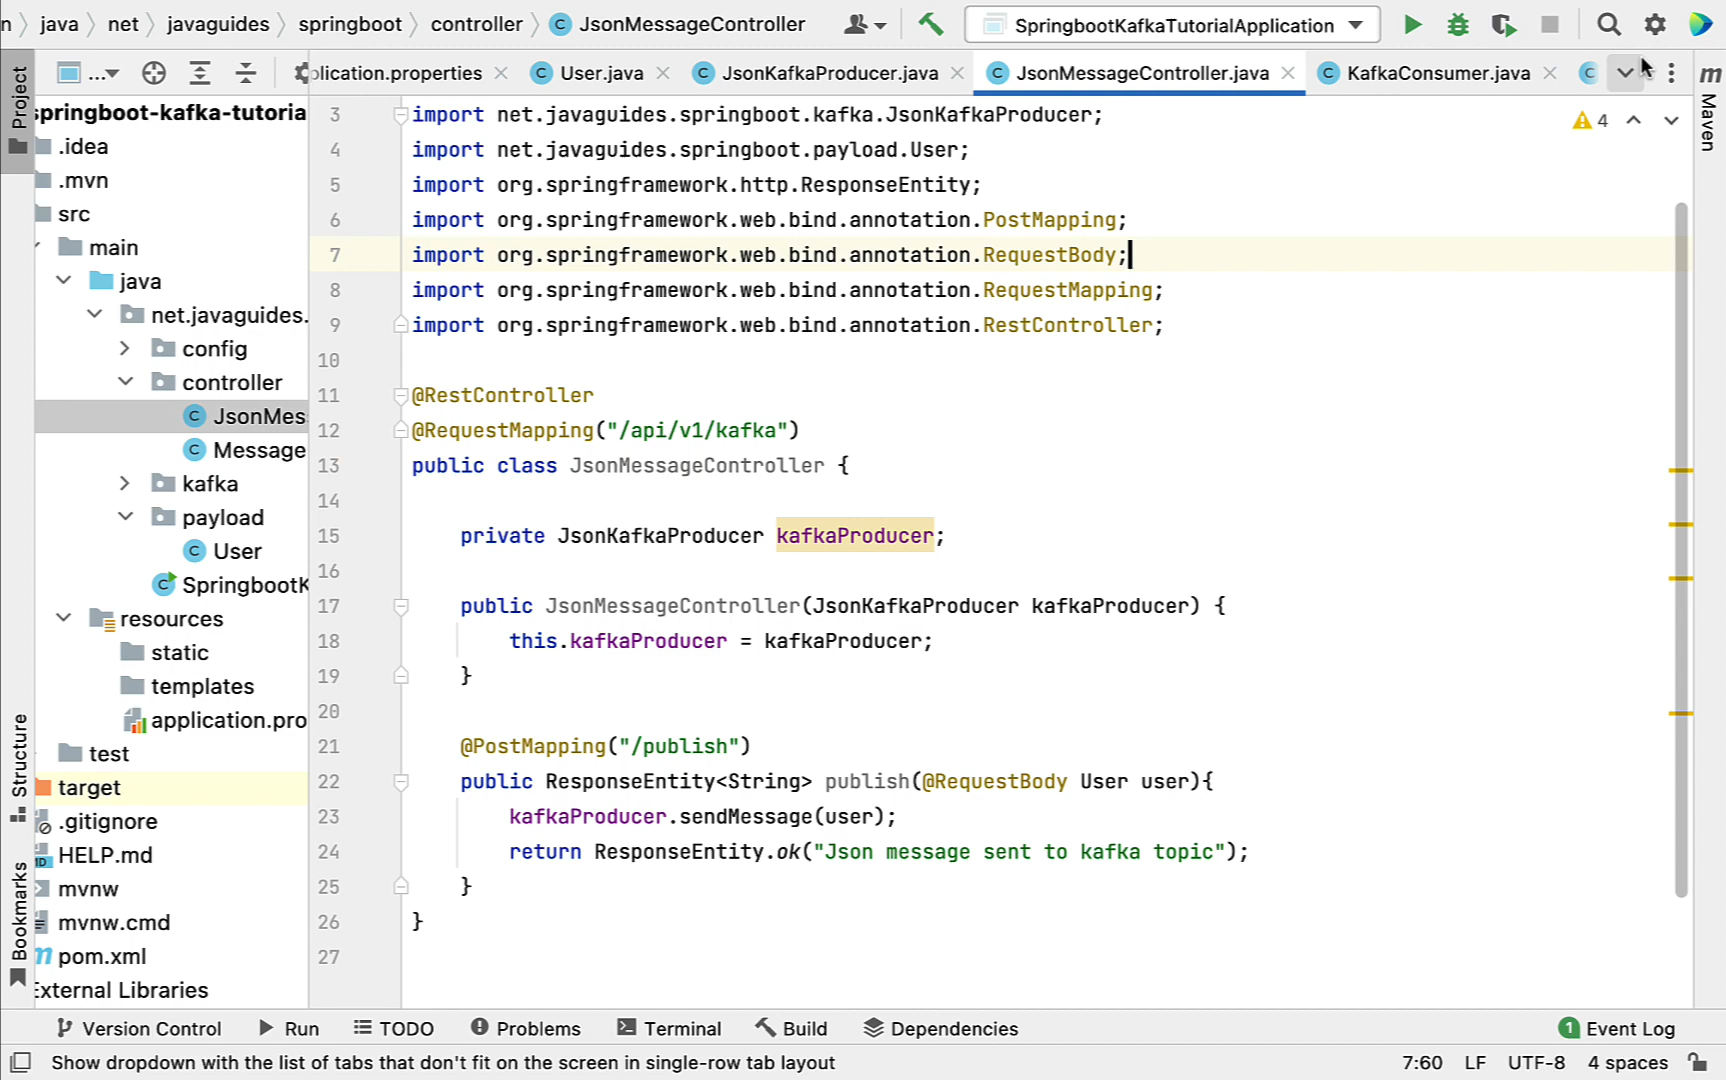 n java net javaguides springboot controller JsonMessageController SpringbootKafkaTutorialApplication
Project ... plication.properties User.java JsonKafkaProducer.java JsonMessageController.java KafkaConsumer.java C m
springboot-kafka-tutoria
.idea
.mvn
src
main
java
net.javaguides.
config
controller
JsonMes
Message
kafka
payload
User
SpringbootK
resources
static
templates
application.pro
test
target
.gitignore
HELP.md
mvnw
mvnw.cmd
pom.xml
External Libraries
Structure
Bookmarks
3 import net.javaguides.springboot.kafka.JsonKafkaProducer;
4 import net.javaguides.springboot.payload.User;
5 import org.springframework.http.ResponseEntity;
6 import org.springframework.web.bind.annotation.PostMapping;
7 import org.springframework.web.bind.annotation.RequestBody;
8 import org.springframework.web.bind.annotation.RequestMapping;
9 import org.springframework.web.bind.annotation.RestController;
10
11 @RestController
12 @RequestMapping("/api/v1/kafka")
13 public class JsonMessageController {
14
15 private JsonKafkaProducer kafkaProducer;
16
17 public JsonMessageController(JsonKafkaProducer kafkaProducer) {
18 this.kafkaProducer = kafkaProducer;
19 }
20
21 @PostMapping("/publish")
22 public ResponseEntity<String> publish(@RequestBody User user){
23 kafkaProducer.sendMessage(user);
24 return ResponseEntity.ok("Json message sent to kafka topic");
25 }
26 }
27
4
Maven
Version Control Run TODO Problems Terminal Build Dependencies 1 Event Log
Show dropdown with the list of tabs that don't fit on the screen in single-row tab layout 7:60 LF UTF-8 4 spaces